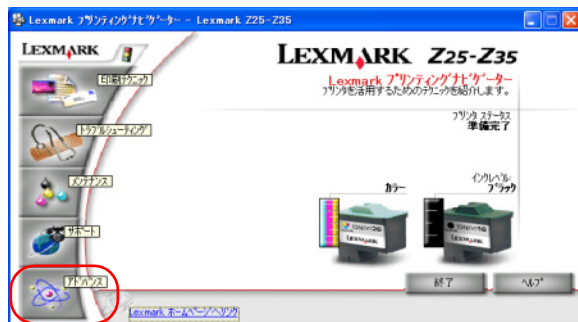 Lexmark プリンティングナビゲーター - Lexmark Z25-Z35
LEXMARK
LEXMARK Z25-Z35
Lexmark プリンティングナビゲーター
プリンタを活用するためのテクニックを紹介します。
印刷テクニック
プリンタ ステータス
準備完了
トラブルシューティング
メンテナンス
カラー
インクレベル:
ブラック
サポート
LEXMARK
LEXMARK
アドバンス
終了
ヘルプ
Lexmark ホームページへリンク